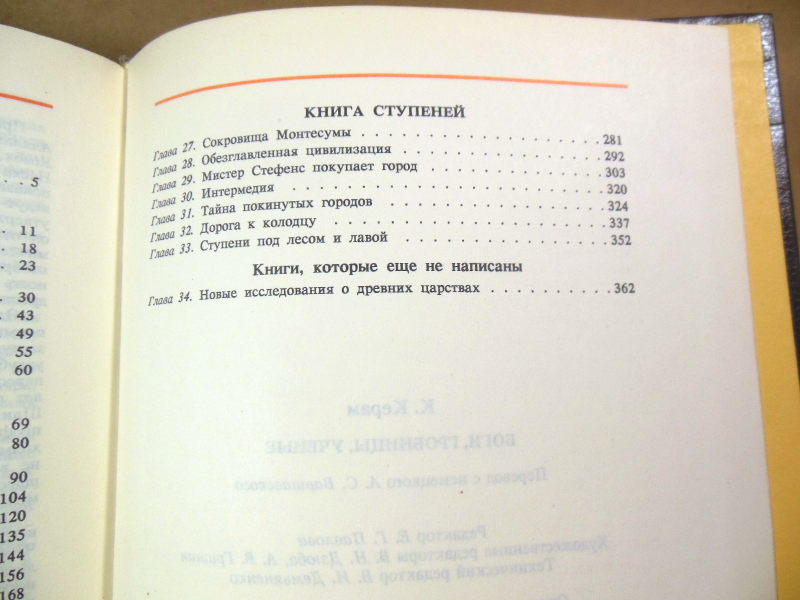 . . 5
. 11
. 18
. 23
. 30
. 43
49
55
60
69
80
90
104
120
135
144
156
168
КНИГА СТУПЕНЕЙ
Глава 27. Сокровища Монтесумы . . . . . . . . . . . . . 281
Глава 28. Обезглавленная цивилизация . . . . . . . . . . . 292
Глава 29. Мистер Стефенс покупает город . . . . . . . . . . 303
Глава 30. Интермедия . . . . . . . . . . . . . . . . 320
Глава 31. Тайна покинутых городов . . . . . . . . . . . . 324
Глава 32. Дорога к колодцу . . . . . . . . . . . . . . 337
Глава 33. Ступени под лесом и лавой . . . . . . . . . . . 352
Книги, которые еще не написаны
Глава 34. Новые исследования о древних царствах . . . . . . . . 362
К. Керам
БОГИ, ГРОБНИЦЫ, УЧЕНЫЕ
Перевод с немецкого А. С. Варшавского
Редактор Е. Г. Павлова
Художественные редакторы В. Н. Дзюба, А. В. Гришин
Технический редактор В. И. Демьяненко